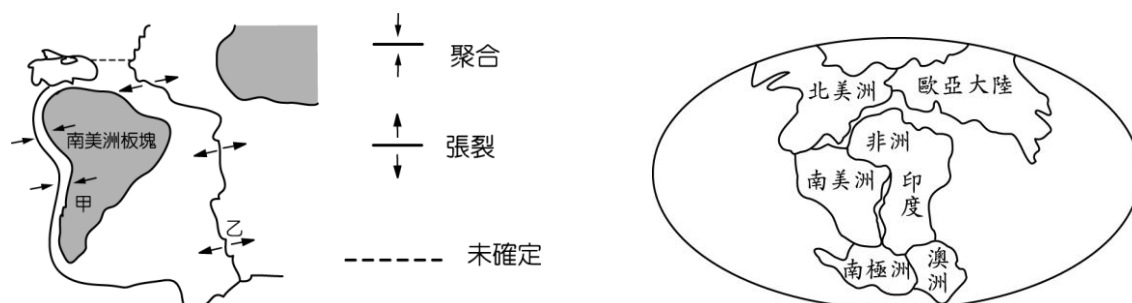 聚合
張裂
未確定
南美洲板塊
甲
乙
北美洲
歐亞大陸
非洲
南美洲
印度
南極洲
澳洲